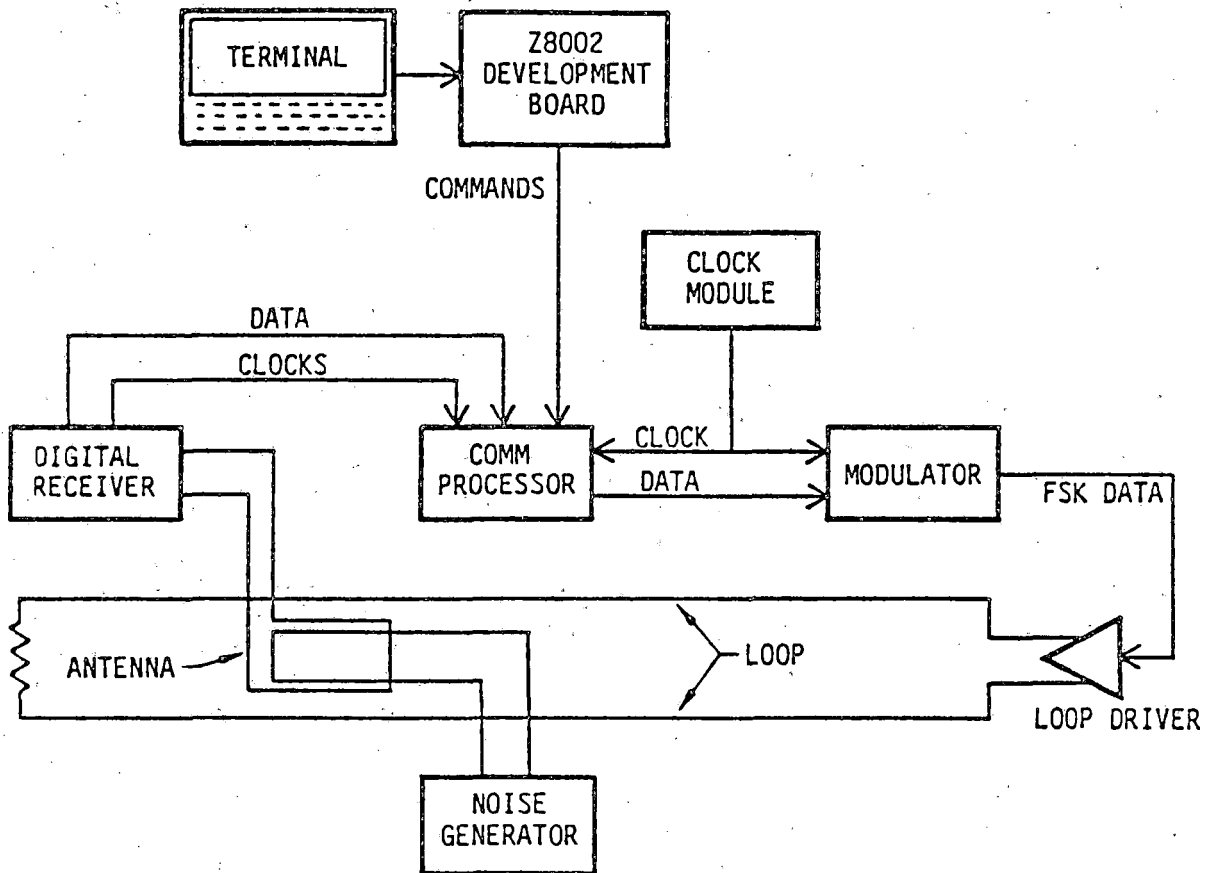 TERMINAL
Z8002
DEVELOPMENT
BOARD
COMMANDS
CLOCK
MODULE
DATA
CLOCKS
DIGITAL
RECEIVER
COMM
PROCESSOR
CLOCK
DATA
MODULATOR
FSK DATA
ANTENNA
LOOP
LOOP DRIVER
NOISE
GENERATOR